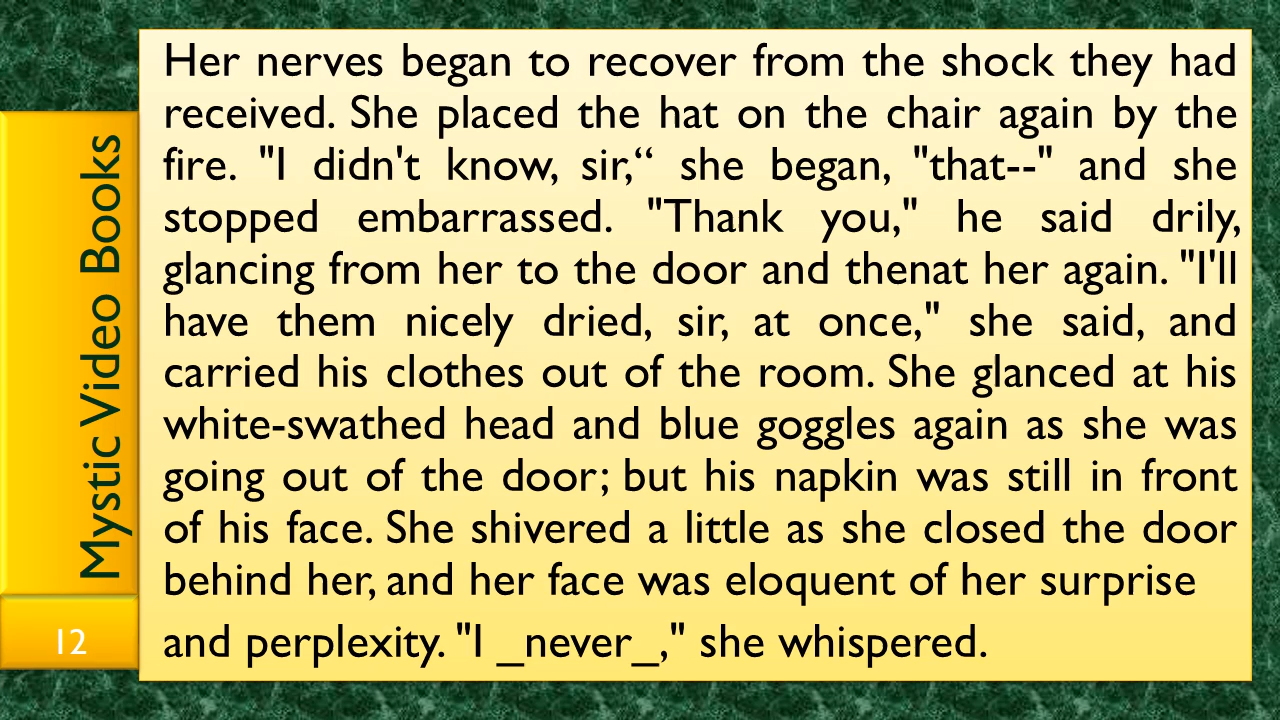 Her nerves began to recover from the shock they had
received. She placed the hat on the chair again by the
fire. "I didn't know, sir,“ she began, "that--" and she
stopped embarrassed. "Thank you," he said drily,
glancing from her to the door and thenat her again. "I'll
have them nicely dried, sir, at once," she said, and
carried his clothes out of the room. She glanced at his
white-swathed head and blue goggles again as she was
going out of the door; but his napkin was still in front
of his face. She shivered a little as she closed the door
behind her, and her face was eloquent of her surprise
and perplexity. "I _never_," she whispered.
Mystic Video Books
12